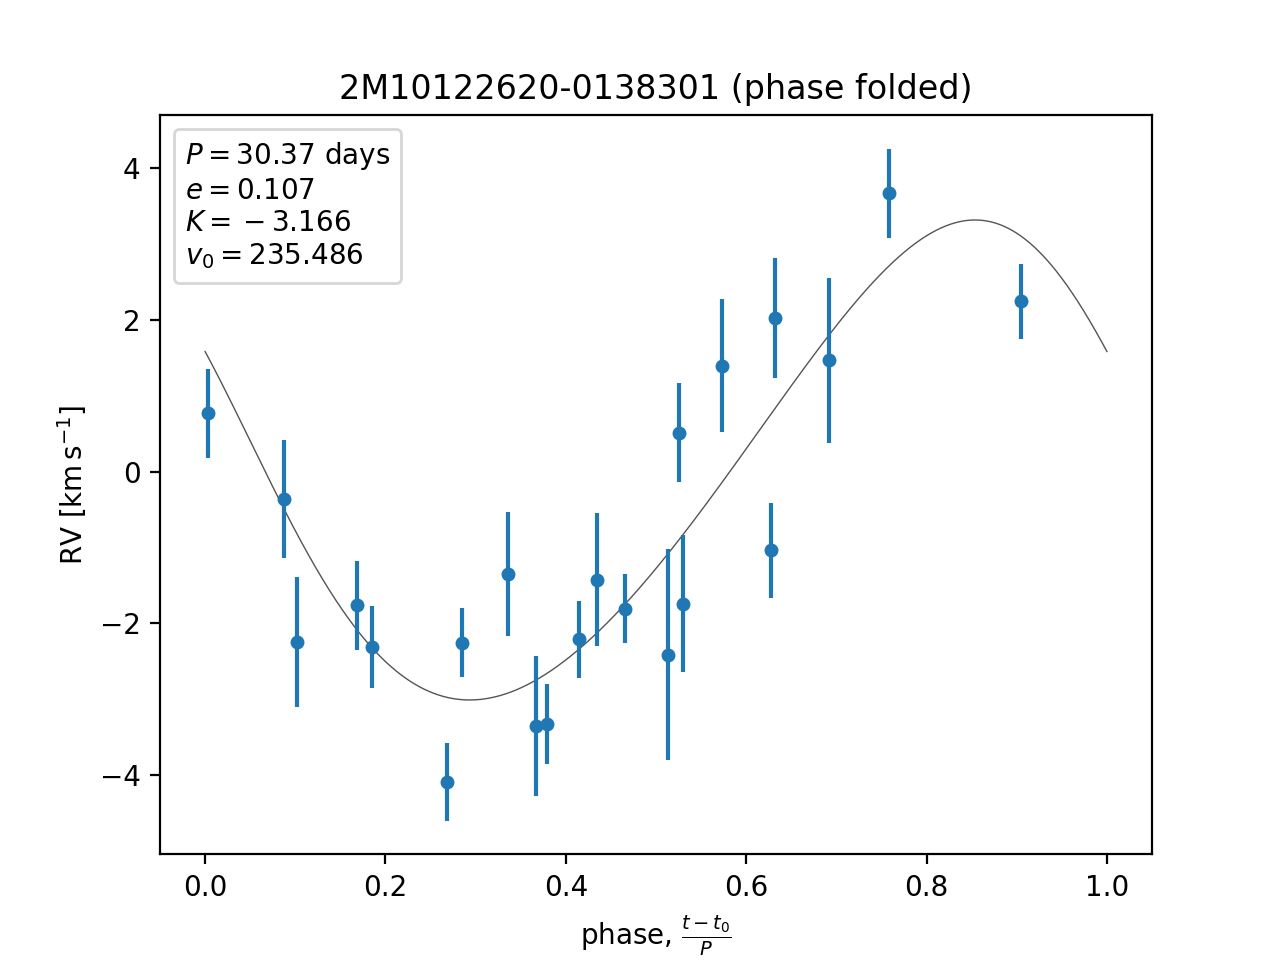 2M10122620-0138301 (phase folded)
P = 30.37 days
e = 0.107
K = −3.166
v₀ = 235.486
RV [km s⁻¹]
4
2
0
−2
−4
0.0 0.2 0.4 0.6 0.8 1.0
phase, (t − t₀)/P